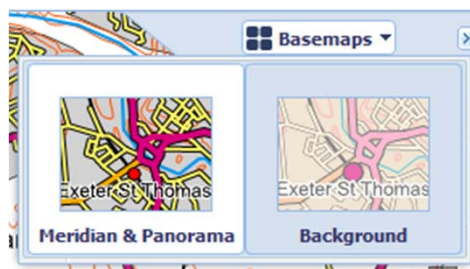 Basemaps
Exeter St Thomas
Exeter St Thomas
Meridian & Panorama
Background